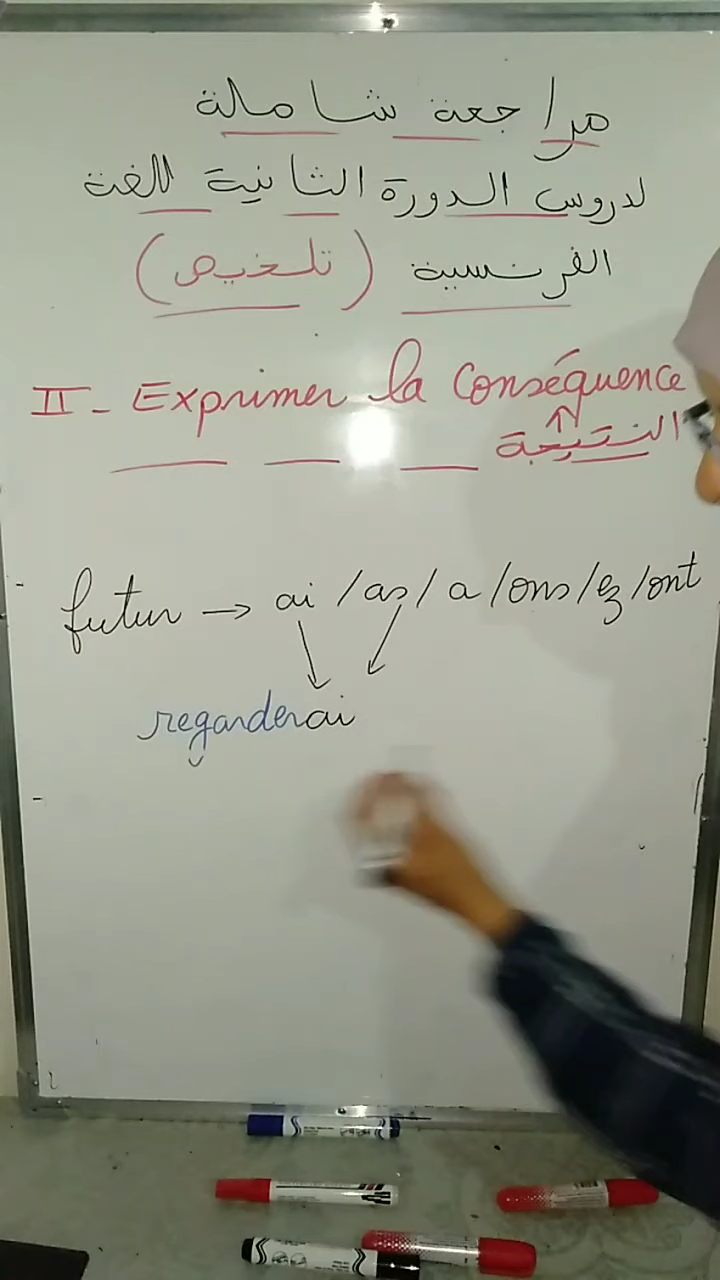 مراجعة شاملة
لدروس الدورة الثانية للغة
الفرنسية (تلخيص)
II - Exprimer la conséquence
النتيجة
futur → ai / as / a / ons / ez / ont
regarderai